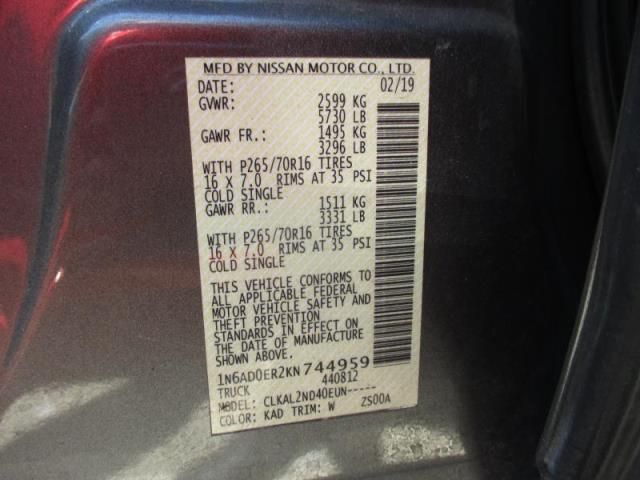 MFD BY NISSAN MOTOR CO., LTD.
DATE: 02/19
GVWR: 2599 KG
5730 LB
GAWR FR.: 1495 KG
3296 LB
WITH P265/70R16 TIRES
16 X 7.0 RIMS AT 35 PSI
COLD SINGLE
GAWR RR.: 1511 KG
3331 LB
WITH P265/70R16 TIRES
16 X 7.0 RIMS AT 35 PSI
COLD SINGLE
THIS VEHICLE CONFORMS TO
ALL APPLICABLE FEDERAL
MOTOR VEHICLE SAFETY AND
THEFT PREVENTION
STANDARDS IN EFFECT ON
THE DATE OF MANUFACTURE
SHOWN ABOVE.
1N6AD0ER2KN744959
TRUCK 440812
MODEL: CLKAL2ND40EUN-----
COLOR: KAD TRIM: W ZS00A